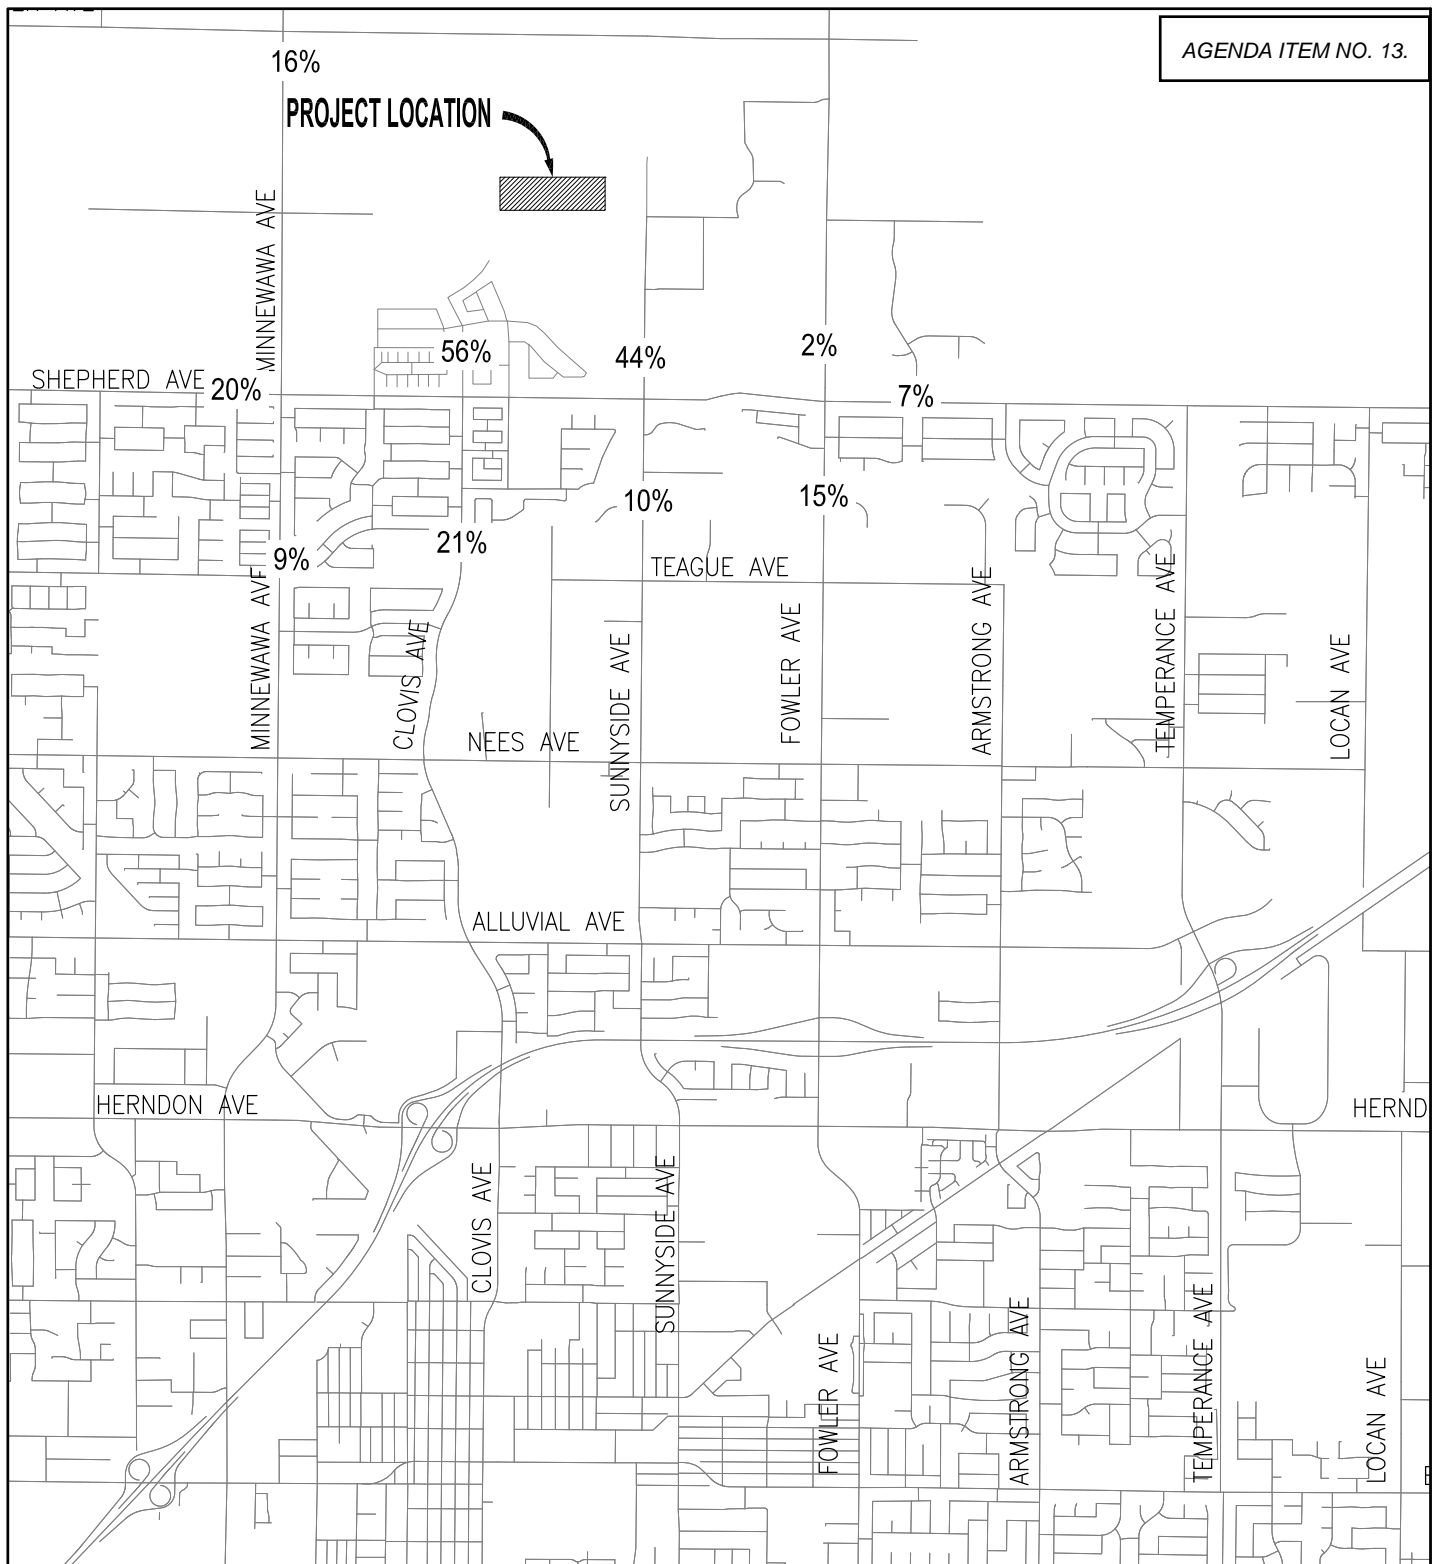 AGENDA ITEM NO. 13.
16%
PROJECT LOCATION
MINNEWAWA AVE
56%
44%
2%
SHEPHERD AVE
20%
7%
10%
15%
21%
9%
TEAGUE AVE
MINNEWAWA AVE
CLOVIS AVE
SUNNYSIDE AVE
FOWLER AVE
ARMSTRONG AVE
TEMPERANCE AVE
LOCAN AVE
NEES AVE
ALLUVIAL AVE
HERNDON AVE
HERND
CLOVIS AVE
SUNNYSIDE AVE
FOWLER AVE
ARMSTRONG AVE
TEMPERANCE AVE
LOCAN AVE